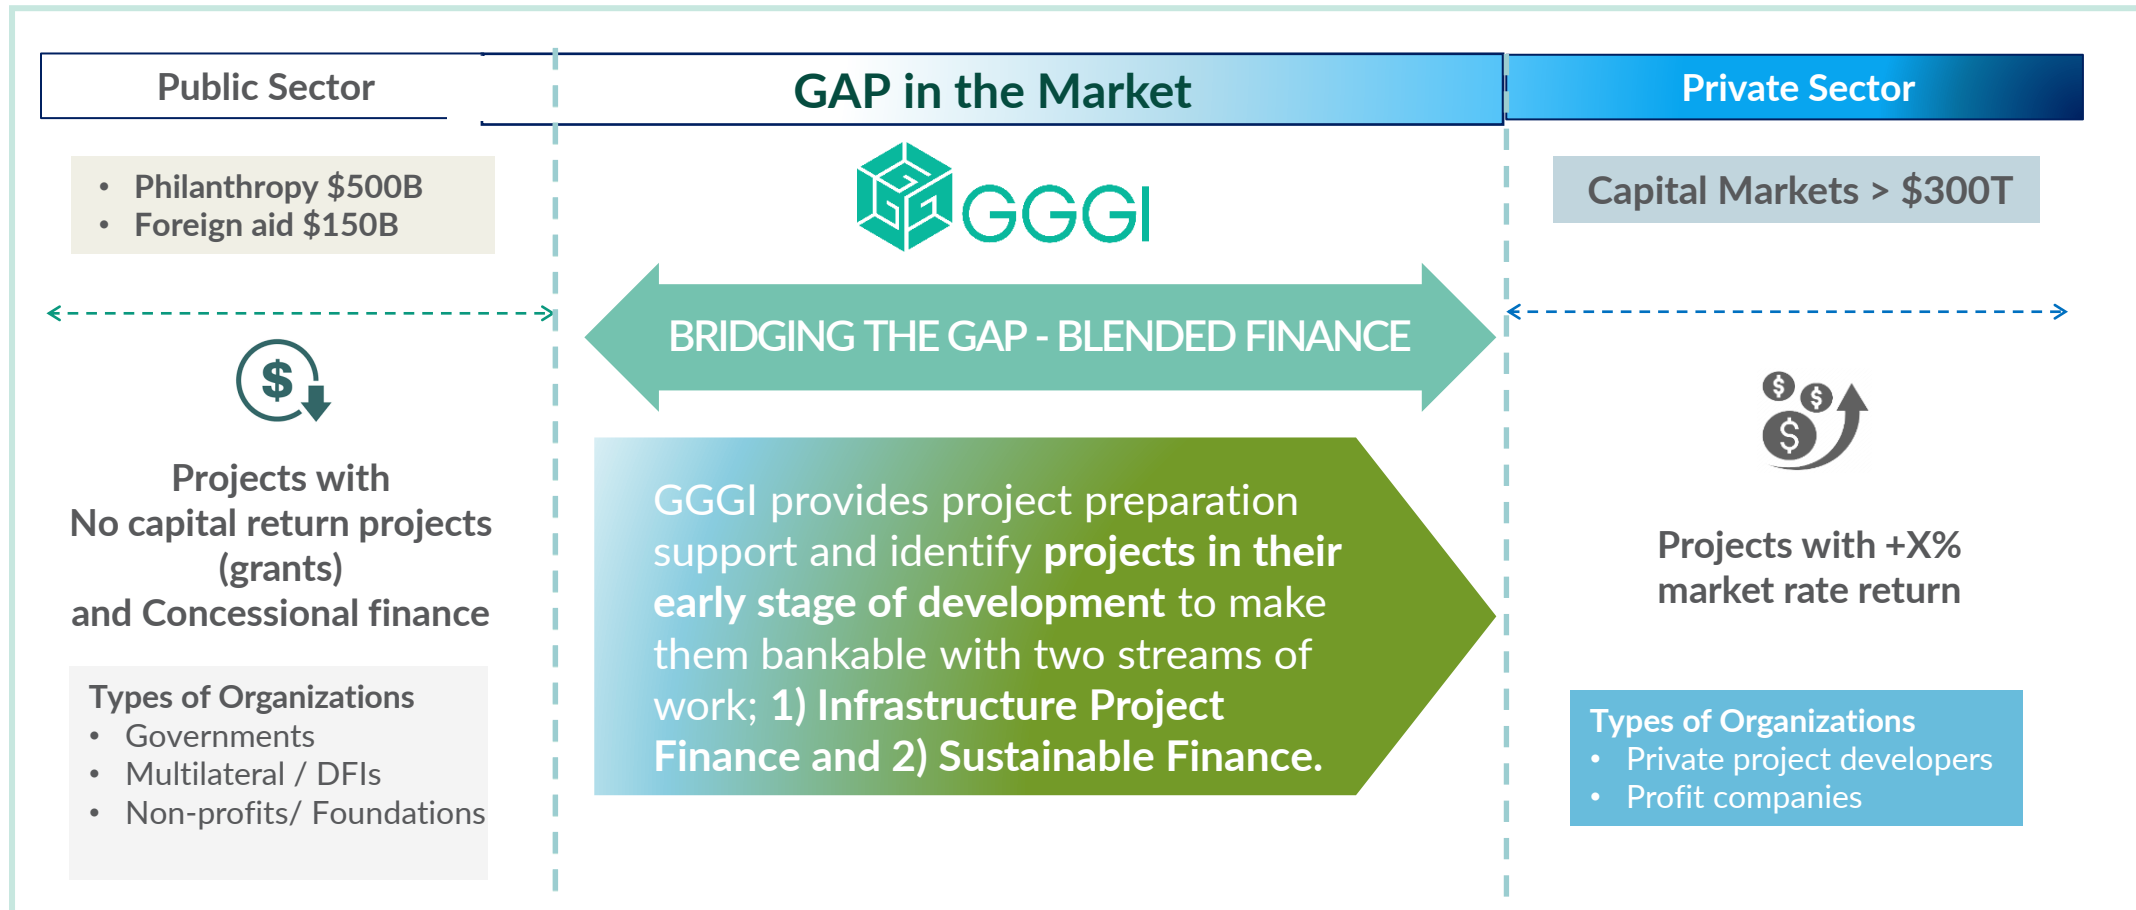 Public Sector
GAP in the Market
Private Sector
• Philanthropy $500B
• Foreign aid $150B
GGGI
Capital Markets > $300T
BRIDGING THE GAP - BLENDED FINANCE
$
Projects with
No capital return projects
(grants)
and Concessional finance
Types of Organizations
• Governments
• Multilateral / DFIs
• Non-profits/ Foundations
GGGI provides project preparation
support and identify projects in their
early stage of development to make
them bankable with two streams of
work; 1) Infrastructure Project
Finance and 2) Sustainable Finance.
$
$
$
Projects with +X%
market rate return
Types of Organizations
• Private project developers
• Profit companies